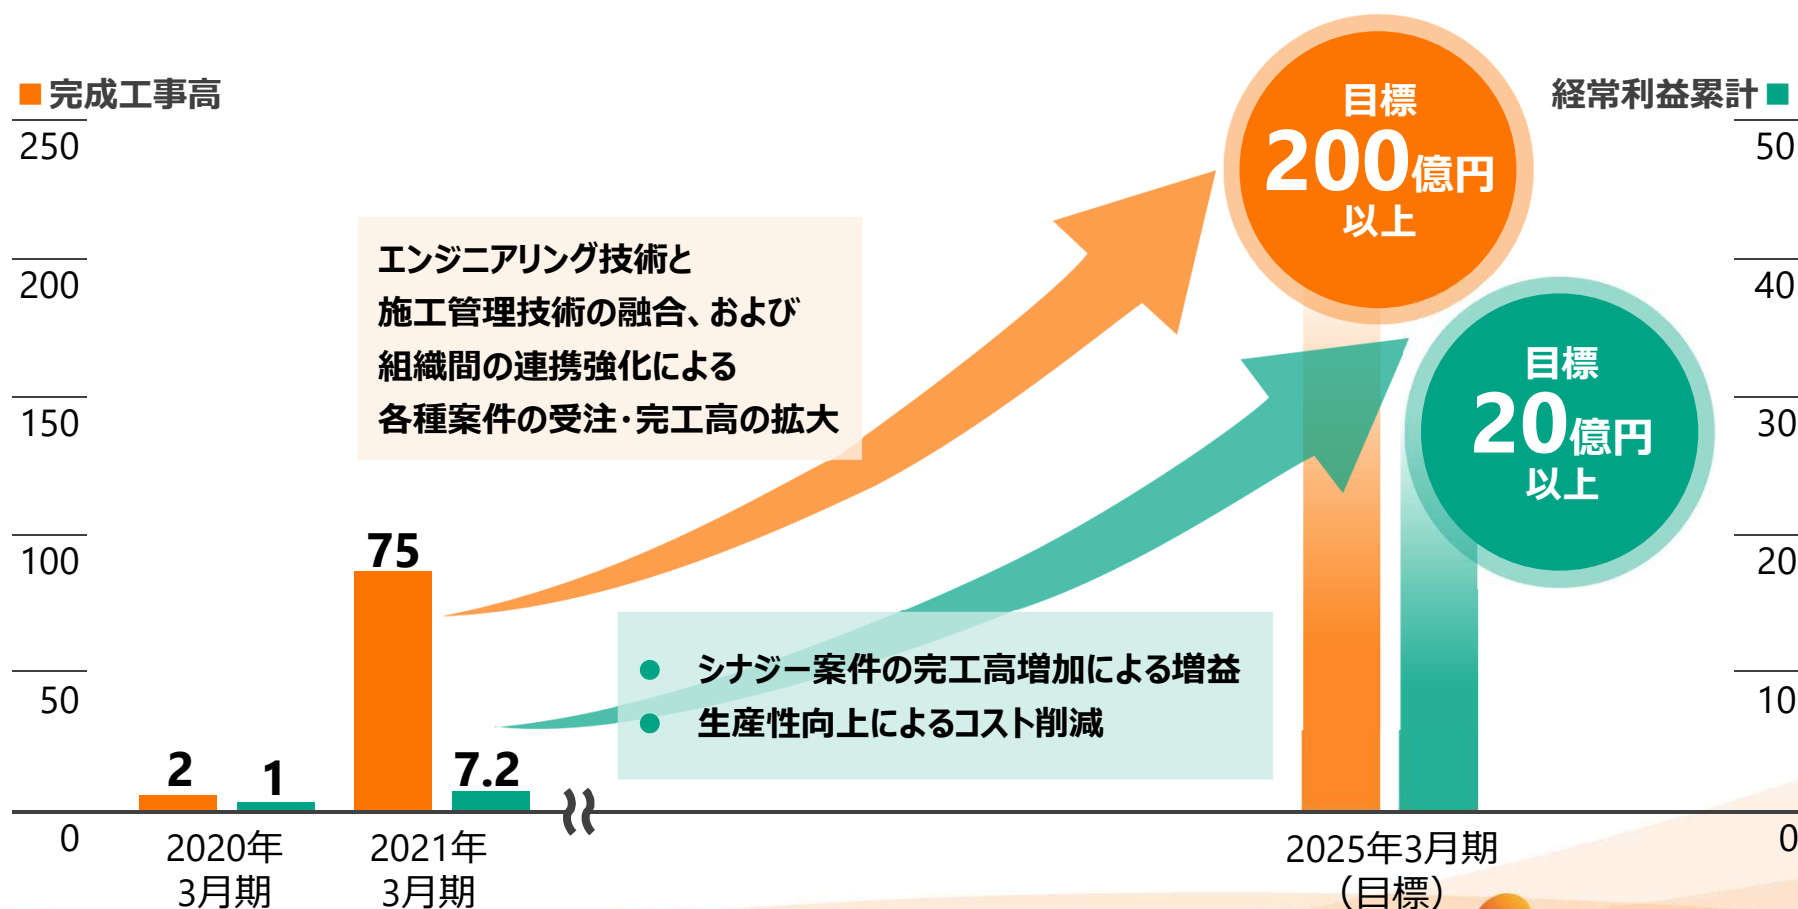 完成工事高
経常利益累計
250
200
150
100
50
0
50
40
30
20
10
0
目標
200億円
以上
目標
20億円
以上
エンジニアリング技術と
施工管理技術の融合、および
組織間の連携強化による
各種案件の受注・完工高の拡大
シナジー案件の完工高増加による増益
生産性向上によるコスト削減
2
1
75
7.2
2020年
3月期
2021年
3月期
2025年3月期
（目標）